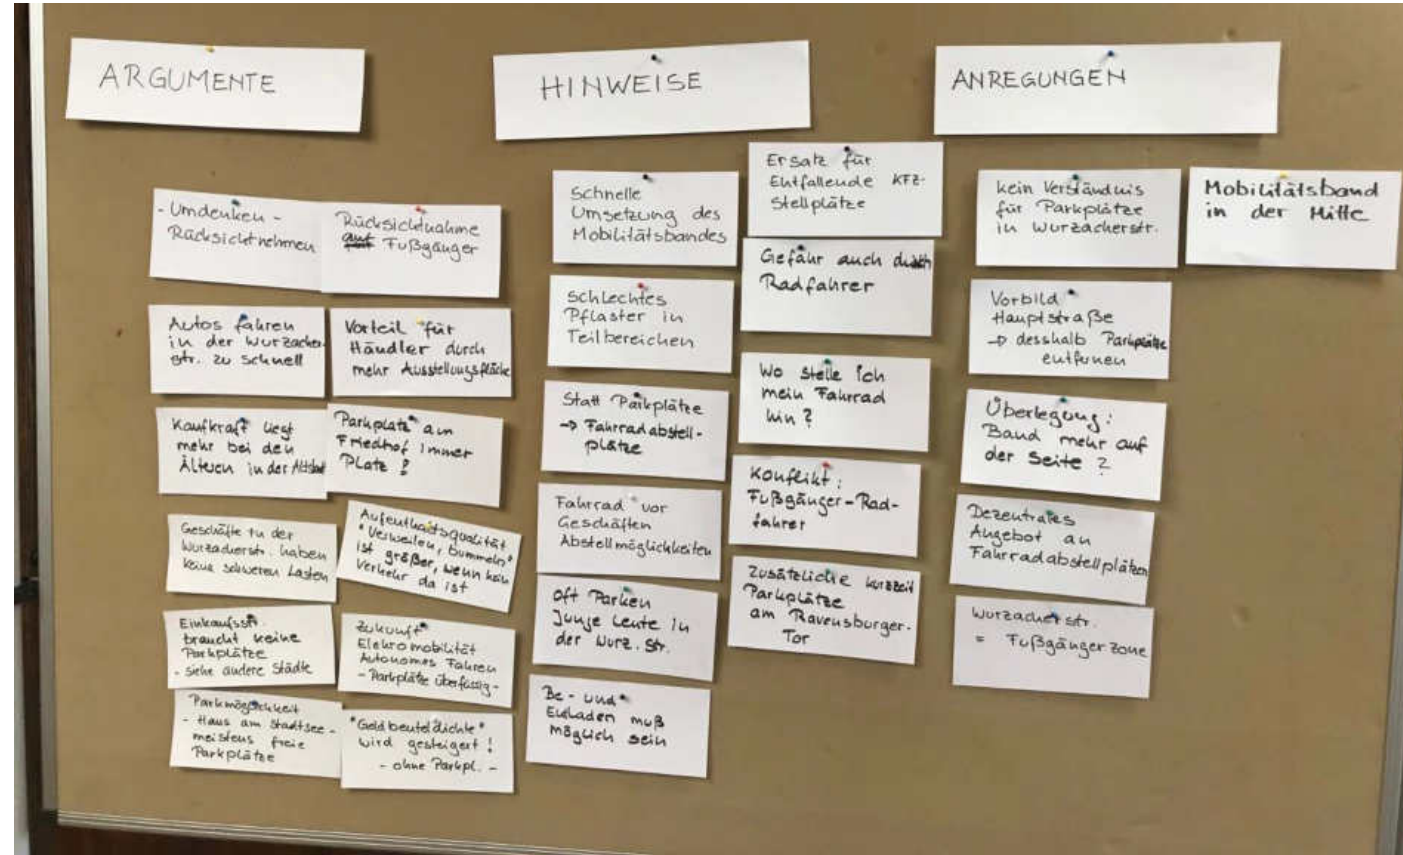 ARGUMENTE
- Umdenken -
Rücksichtnehmen
Rücksichtnahme
auf Fußgänger
Autos fahren
in der Wurzacher
str. zu schnell
Vorteil für
Händler durch
mehr Ausstellungsfläche
Kaufkraft liegt
mehr bei den
Älteren in der Altstadt
Parkplatz am
Friedhof immer
Platz ?
Geschäfte in der
Wurzacherstr. haben
keine schweren Lasten
Aufenthaltsqualität
"Verweilen, bummeln"
ist größer, wenn kein
Verkehr da ist
Einkaufsstr.
braucht keine
Parkplätze
- siehe andere Städte
Zukunft
Elektromobilität
Autonomes Fahren
- Parkplätze überflüssig -
Parkmöglichkeit
- Haus am Stadtsee -
meistens freie
Parkplätze
"Geldbeuteldichte"
wird gesteigert !
- ohne Parkpl. -
HINWEISE
Schnelle
Umsetzung des
Mobilitätsbandes
Schlechtes
Pflaster in
Teilbereichen
Statt Parkplätze
→ Fahrradabstell-
plätze
Fahrrad vor
Geschäften
Abstellmöglichkeiten
Oft Parken
Junge Leute in
der Wurz. Str.
Be- und
Entladen muß
möglich sein
Ersatz für
Entfallende KFZ-
Stellplätze
Gefahr auch durch
Radfahrer
Wo stelle ich
mein Fahrrad
hin ?
Konflikt :
Fußgänger - Rad-
fahrer
Zusätzliche kurzzeit
Parkplätze
am Ravensburger-
Tor
ANREGUNGEN
kein Verständnis
für Parkplätze
in Wurzacherstr.
Vorbild
Hauptstraße
→ desshalb Parkplätze
entfernen
Überlegung :
Band mehr auf
der Seite ?
Dezentrales
Angebot an
Fahrradabstellplätzen
Wurzacherstr.
= Fußgängerzone
Mobilitätsband
in der Mitte